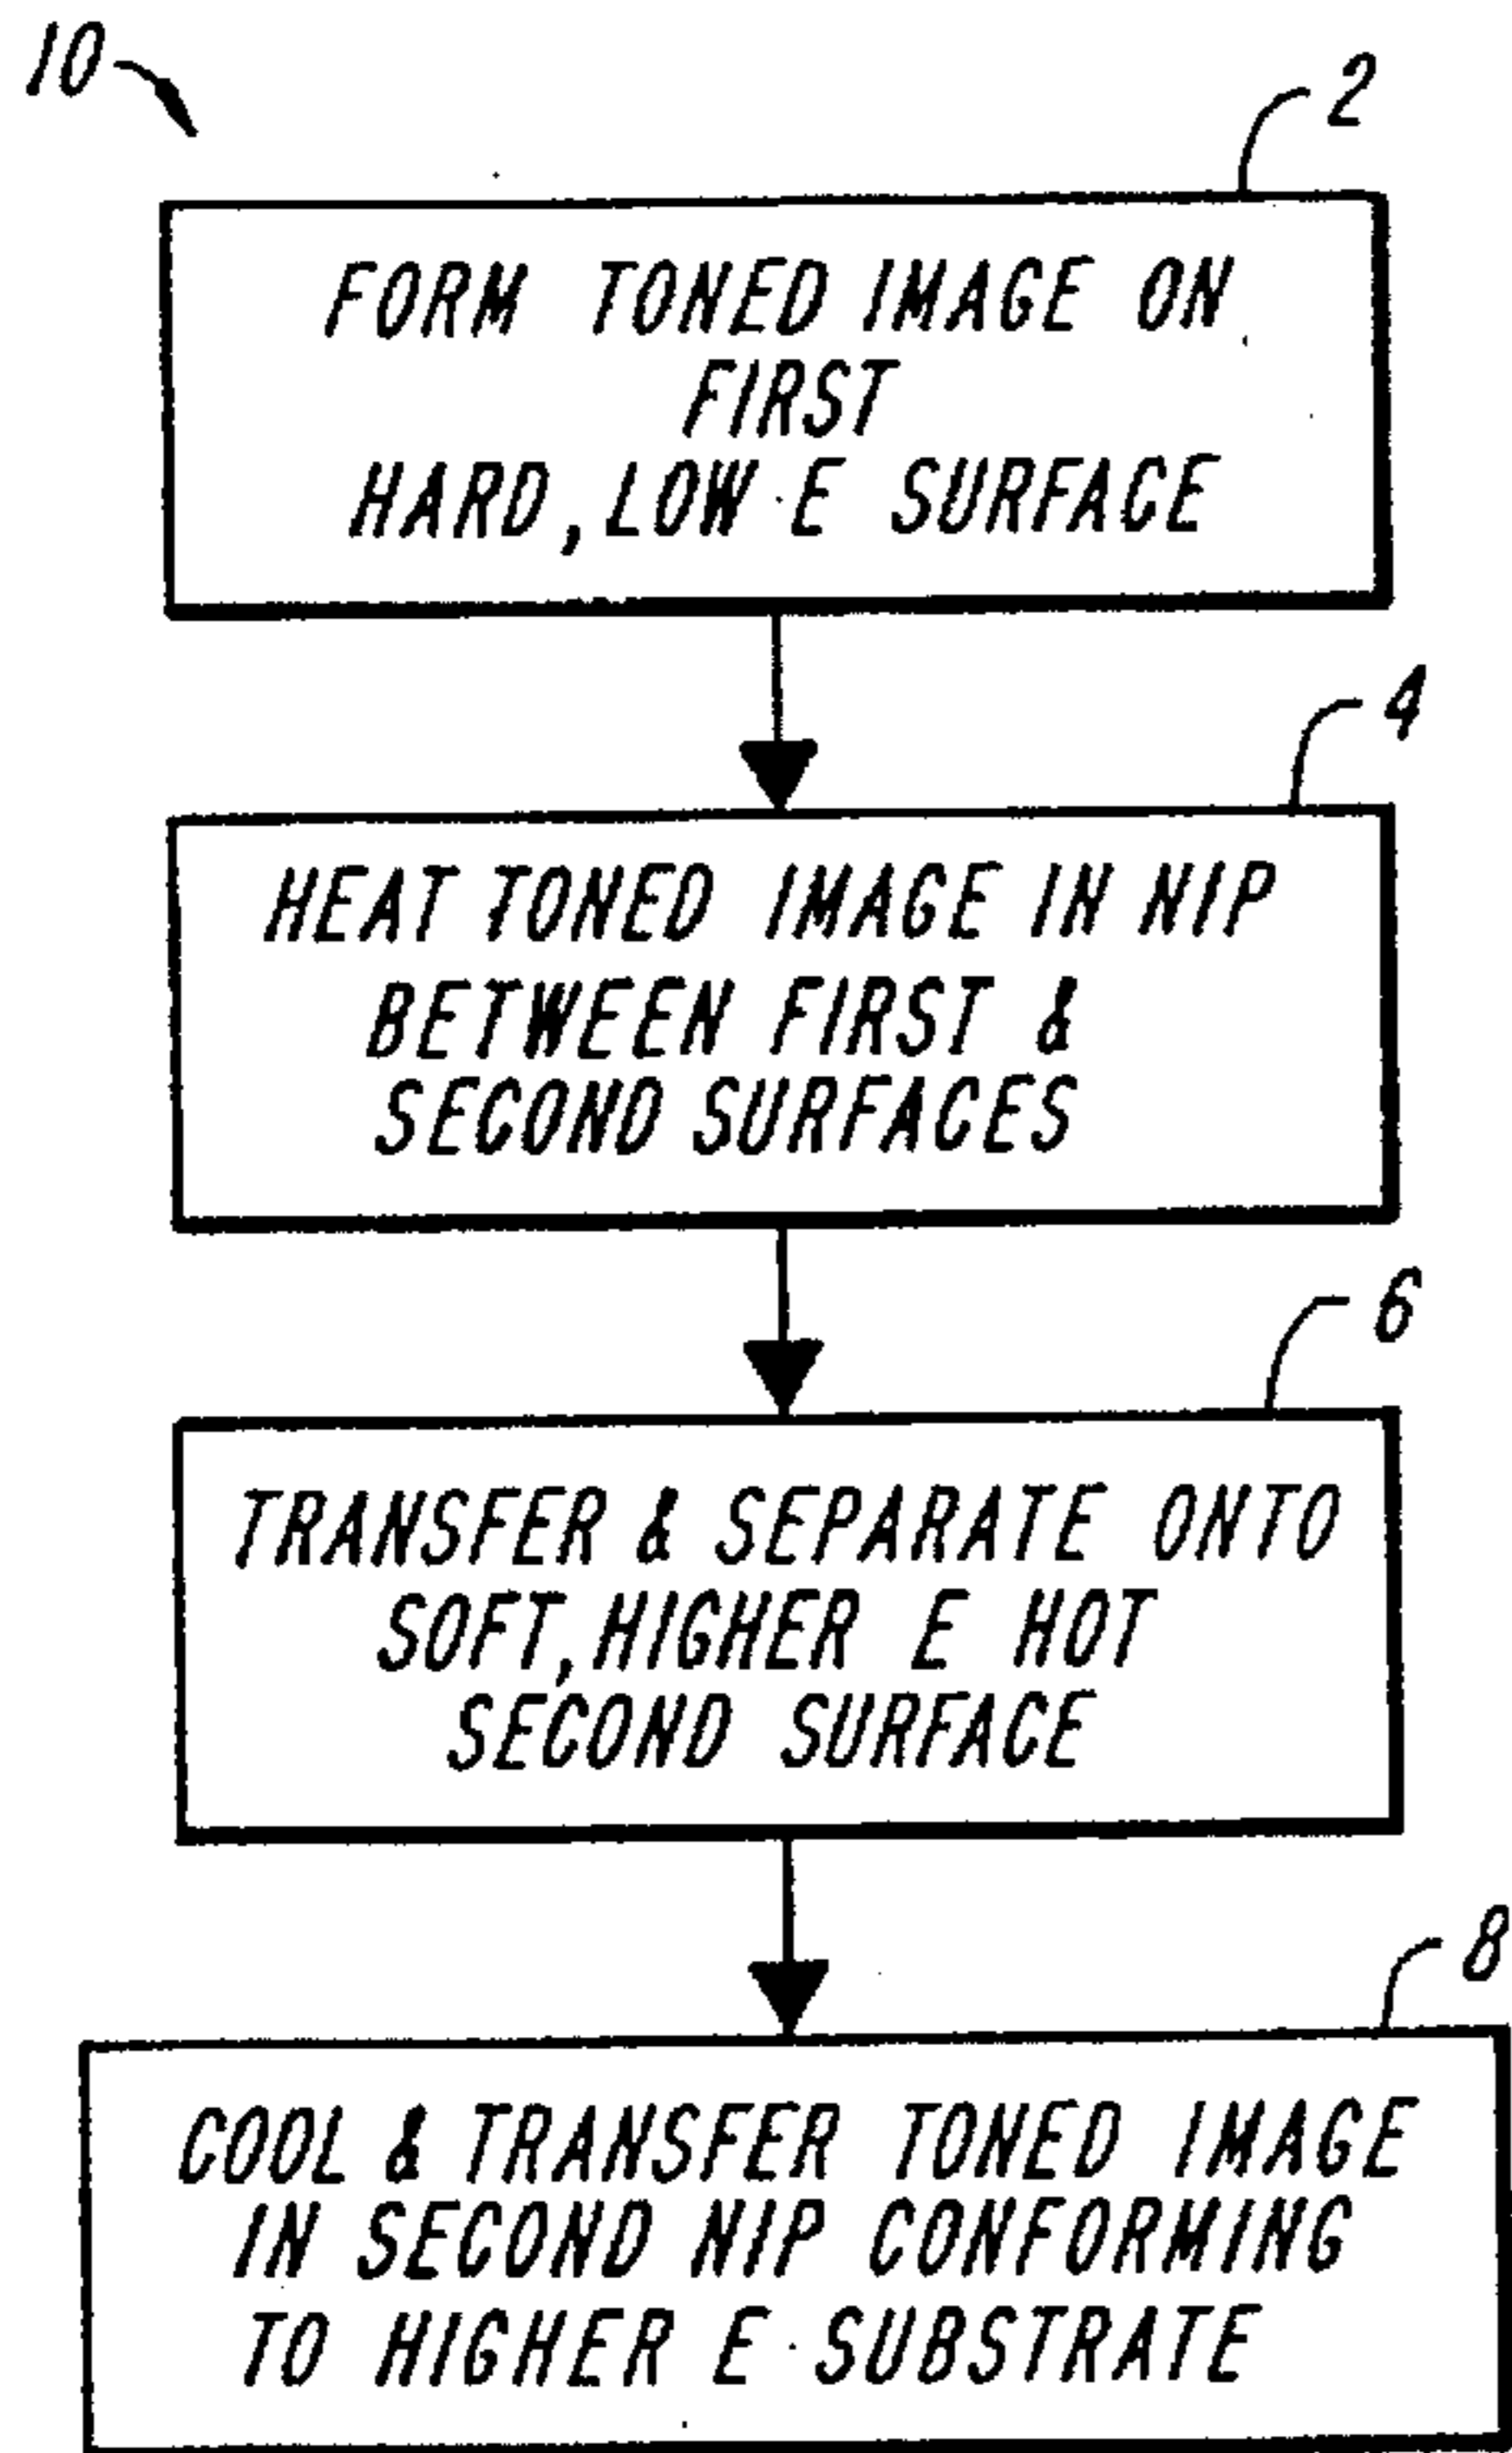 10
2
FORM TONED IMAGE ON
FIRST
HARD, LOW E SURFACE
4
HEAT TONED IMAGE IN NIP
BETWEEN FIRST &
SECOND SURFACES
6
TRANSFER & SEPARATE ONTO
SOFT, HIGHER E HOT
SECOND SURFACE
8
COOL & TRANSFER TONED IMAGE
IN SECOND NIP CONFORMING
TO HIGHER E SUBSTRATE